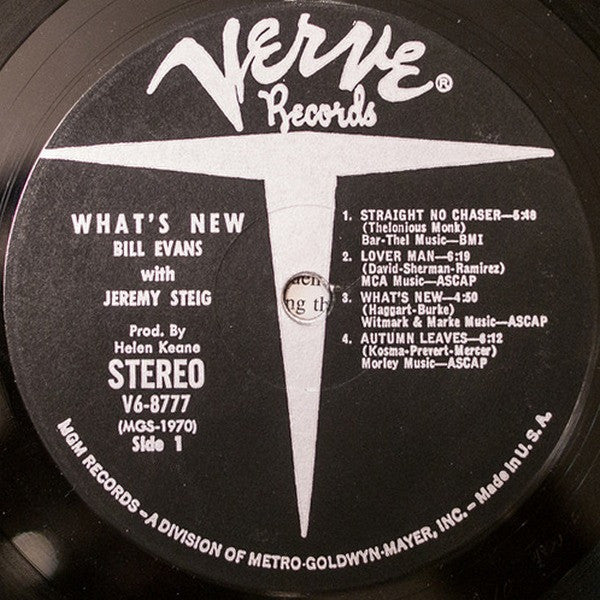 VERVE®
Records
WHAT'S NEW
BILL EVANS
with
JEREMY STEIG
Prod. By
Helen Keane
STEREO
V6-8777
(MGS-1970)
Side 1
1. STRAIGHT NO CHASER—5:48
(Thelonious Monk)
Bar-Thel Music—BMI
2. LOVER MAN—6:19
(David-Sherman-Ramirez)
MCA Music—ASCAP
3. WHAT'S NEW—4:50
(Haggart-Burke)
Witmark & Marke Music—ASCAP
4. AUTUMN LEAVES—6:12
(Kosma-Prevert-Mercer)
Morley Music—ASCAP
ng th
MGM RECORDS – A DIVISION OF METRO-GOLDWYN-MAYER, INC. – Made in U.S.A.